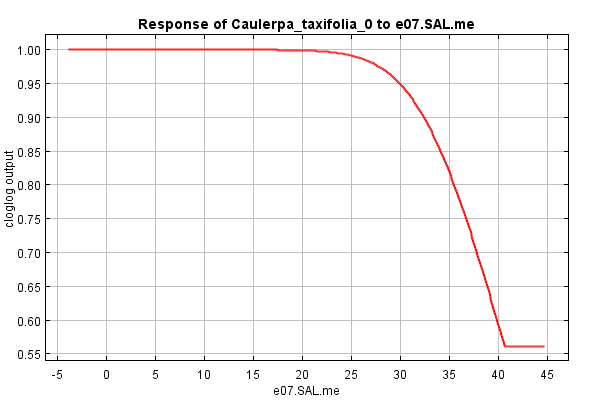 Response of Caulerpa_taxifolia_0 to e07.SAL.me
cloglog output
1.00
0.95
0.90
0.85
0.80
0.75
0.70
0.65
0.60
0.55
-5 0 5 10 15 20 25 30 35 40 45
e07.SAL.me